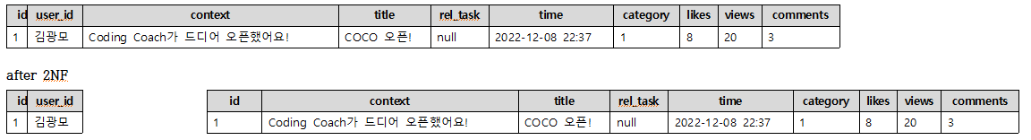 id user_id context title rel_task time category likes views comments
1 김광모 Coding Coach가 드디어 오픈했어요! COCO 오픈! null 2022-12-08 22:37 1 8 20 3
after 2NF
id user_id id context title rel_task time category likes views comments
1 김광모 1 Coding Coach가 드디어 오픈했어요! COCO 오픈! null 2022-12-08 22:37 1 8 20 3